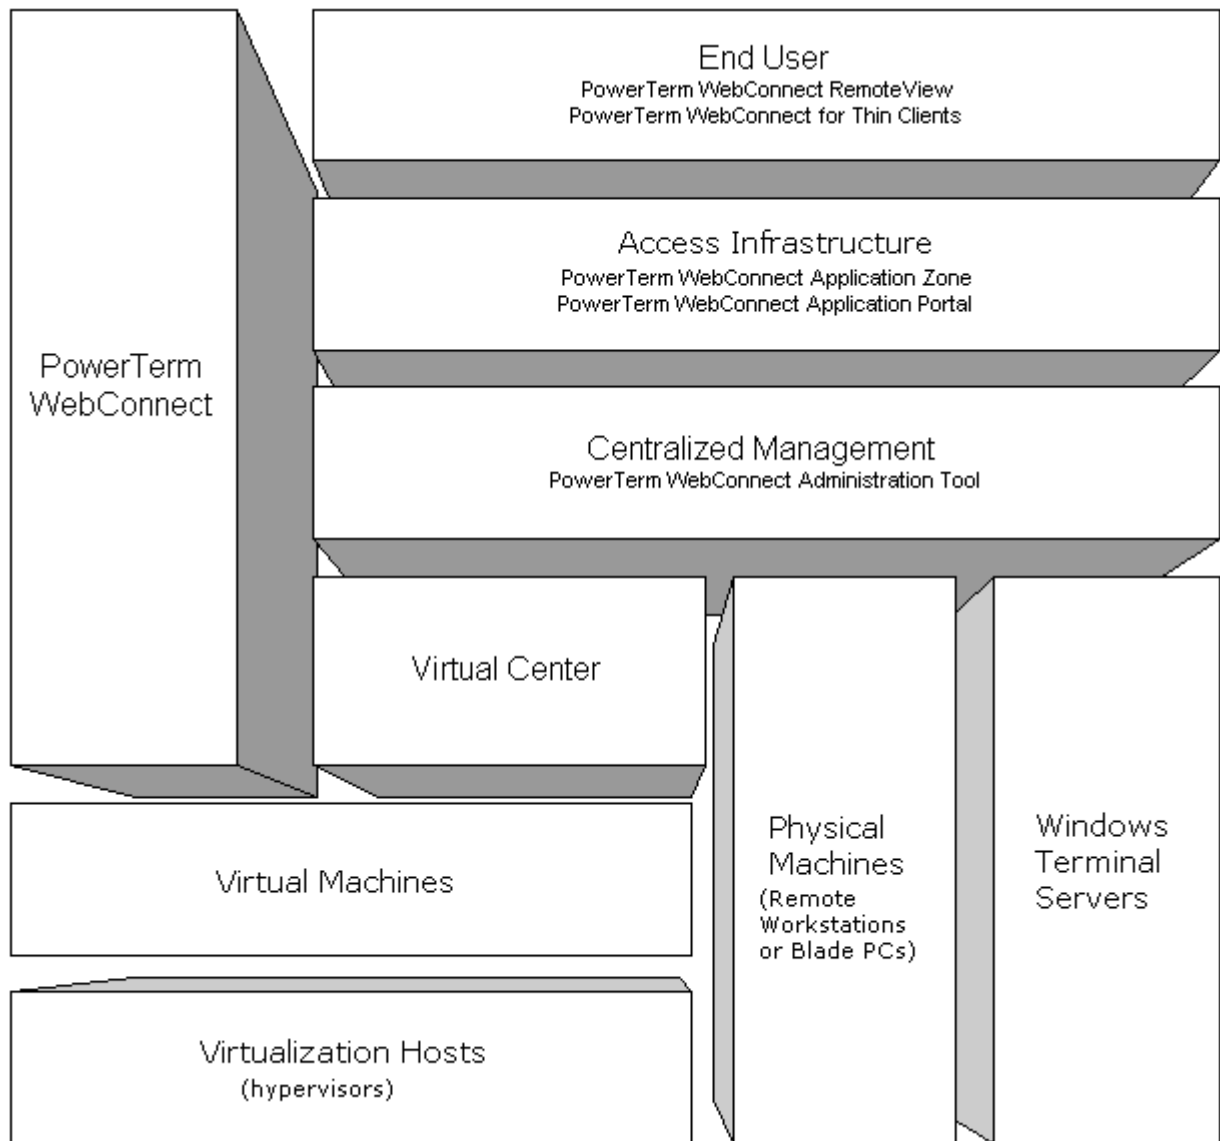 End User
PowerTerm WebConnect RemoteView
PowerTerm WebConnect for Thin Clients
Access Infrastructure
PowerTerm WebConnect Application Zone
PowerTerm WebConnect Application Portal
PowerTerm
WebConnect
Centralized Management
PowerTerm WebConnect Administration Tool
Virtual Center
Physical
Machines
(Remote
Workstations
or Blade PCs)
Windows
Terminal
Servers
Virtual Machines
Virtualization Hosts
(hypervisors)